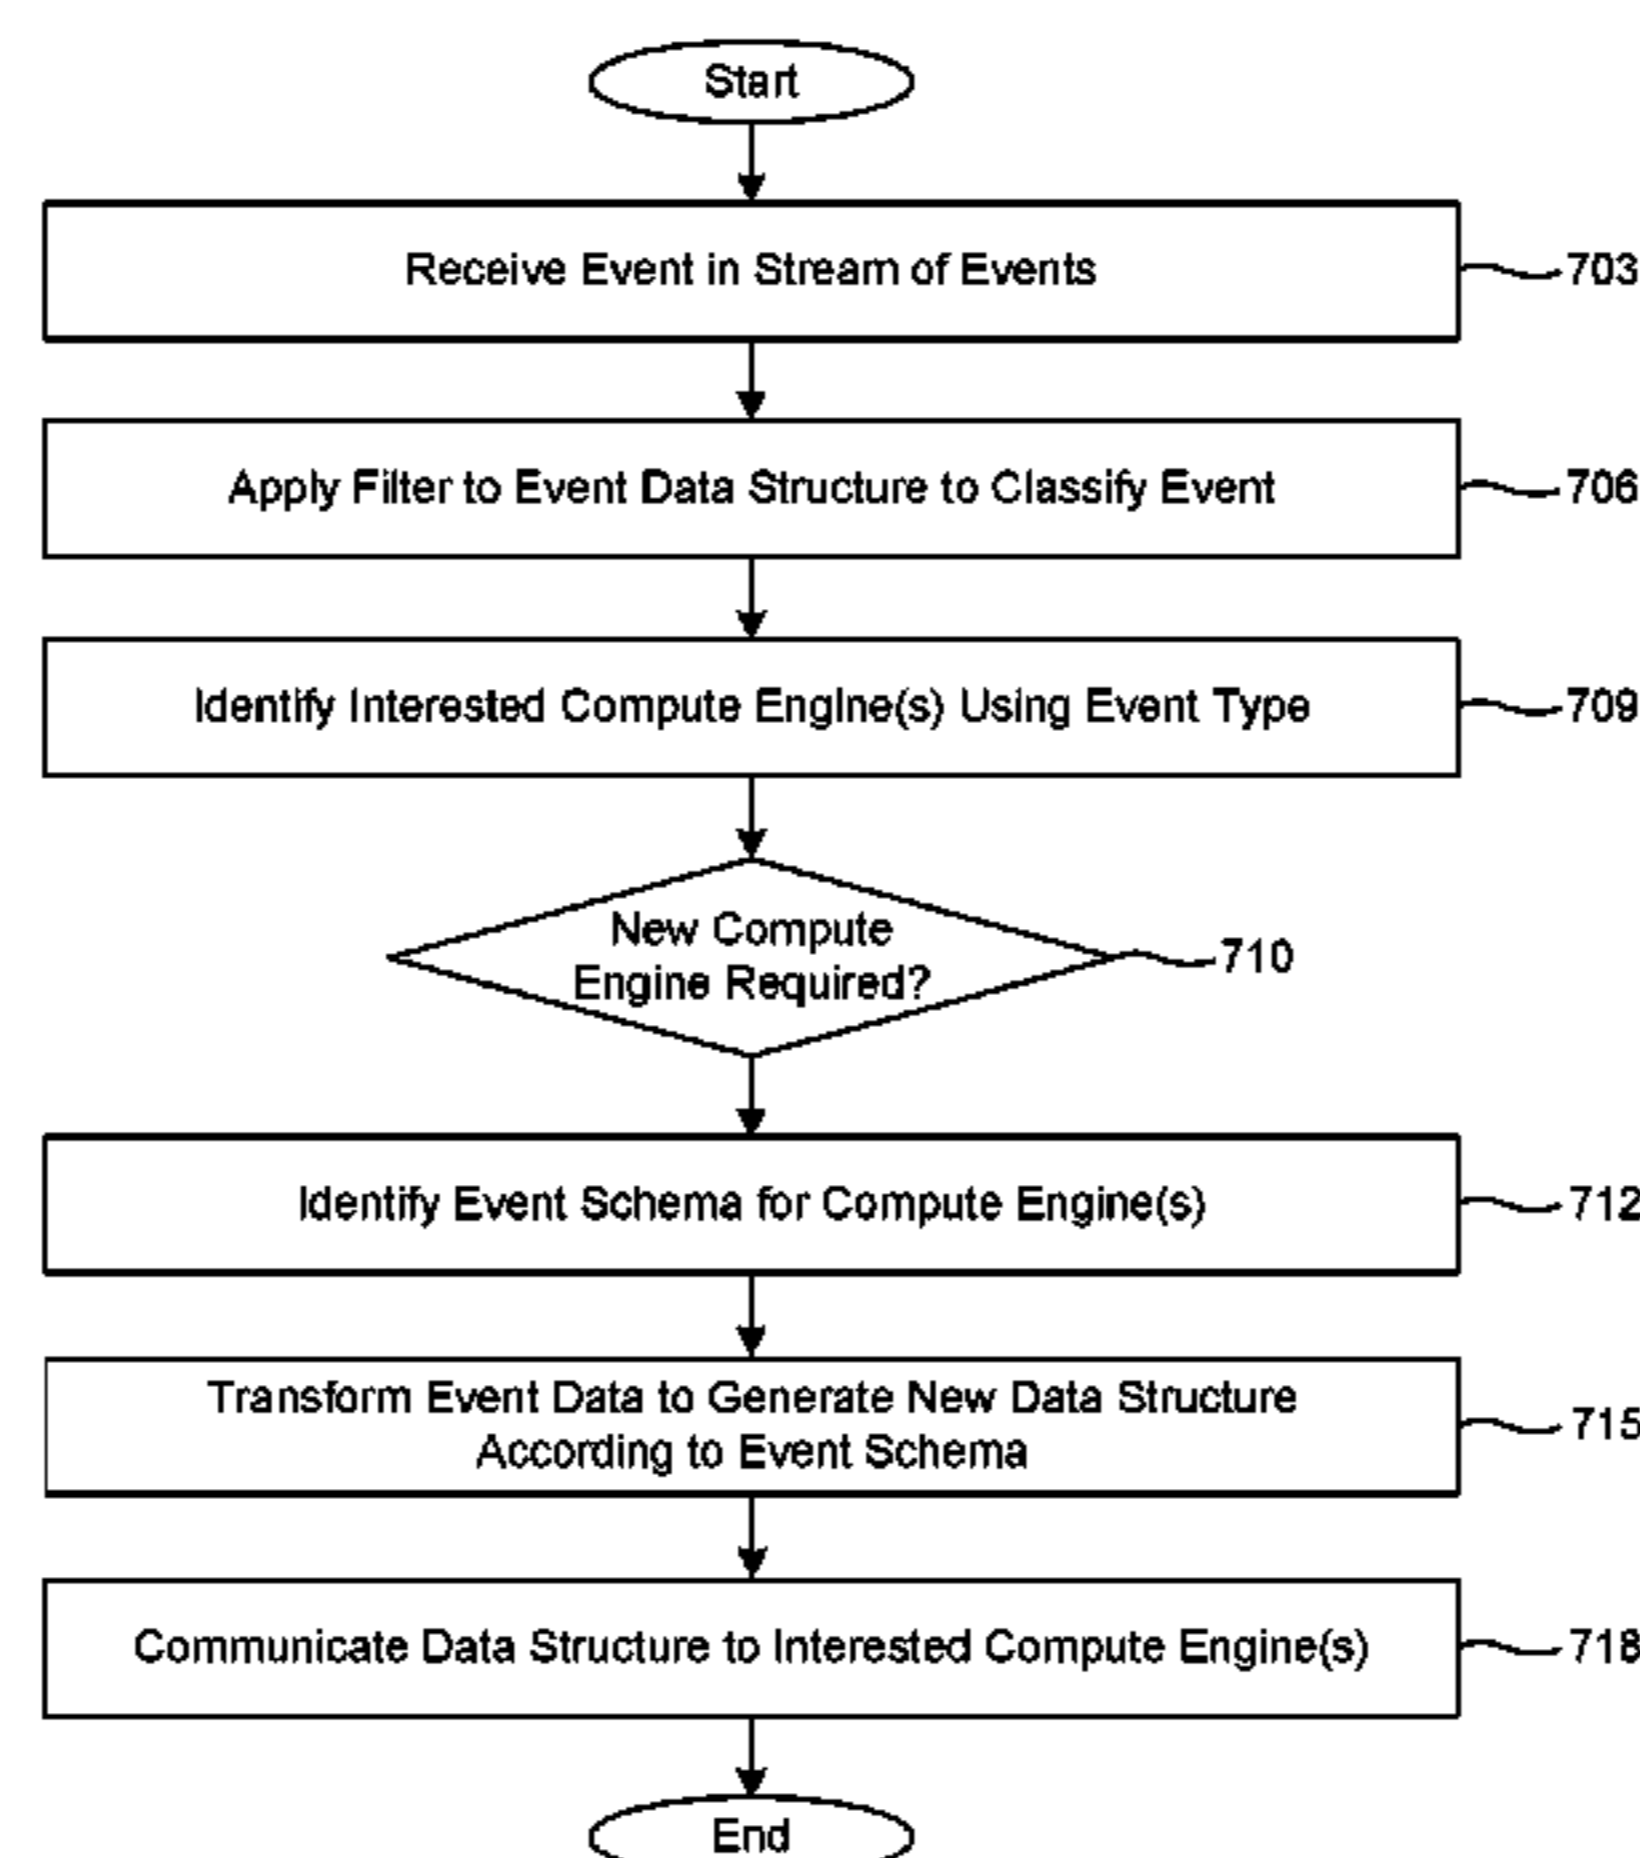 Start
Receive Event in Stream of Events
703
Apply Filter to Event Data Structure to Classify Event
706
Identify Interested Compute Engine(s) Using Event Type
709
New Compute
Engine Required?
710
Identify Event Schema for Compute Engine(s)
712
Transform Event Data to Generate New Data Structure
According to Event Schema
715
Communicate Data Structure to Interested Compute Engine(s)
718
End